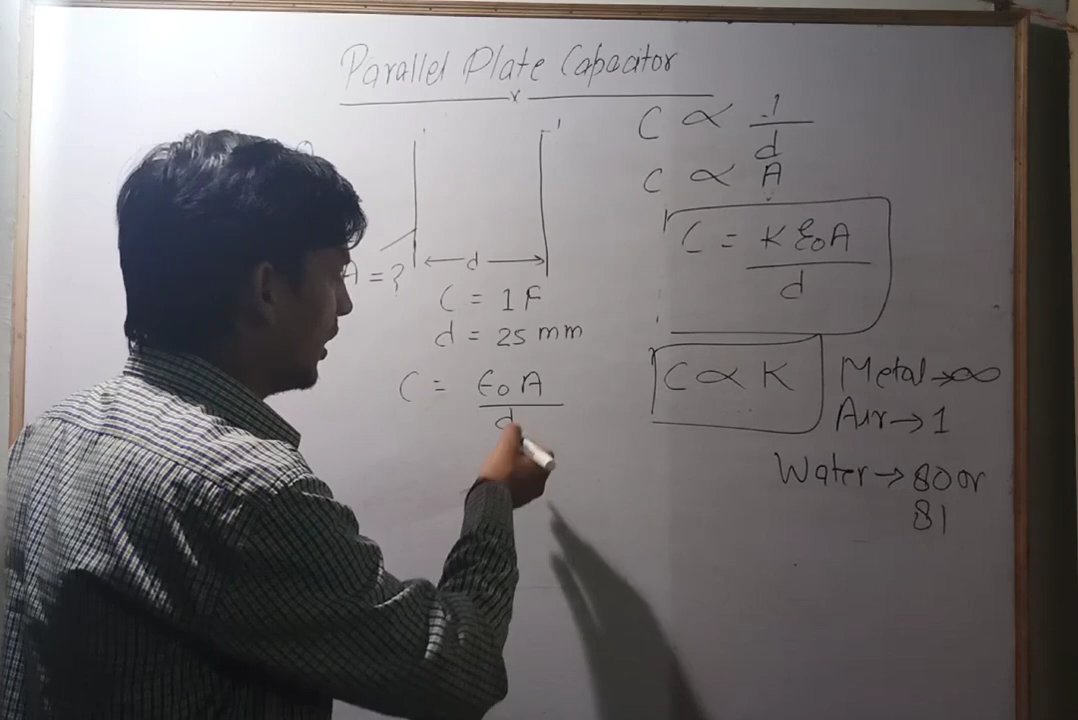 Parallel Plate Capacitor
x
C ∝ 1/d
C ∝ A
C = Kε₀A/d
A = ?
← d →
C = 1F
d = 25 mm
C = ε₀A/d
C ∝ K
Metal → ∞
Air → 1
Water → 80 or
81